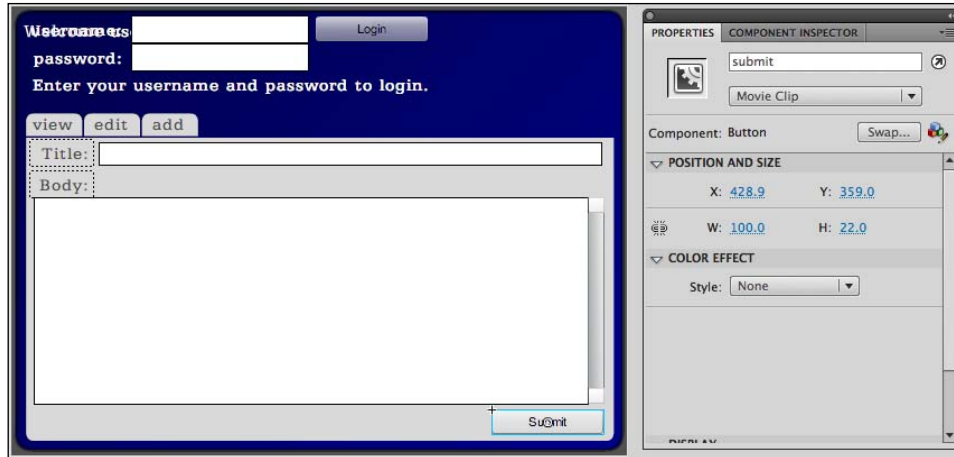 Username:
Login
password:
Enter your username and password to login.
view edit add
Title:
Body:
Submit
PROPERTIES COMPONENT INSPECTOR
submit
Movie Clip
Component: Button Swap...
POSITION AND SIZE
X: 428.9 Y: 359.0
W: 100.0 H: 22.0
COLOR EFFECT
Style: None